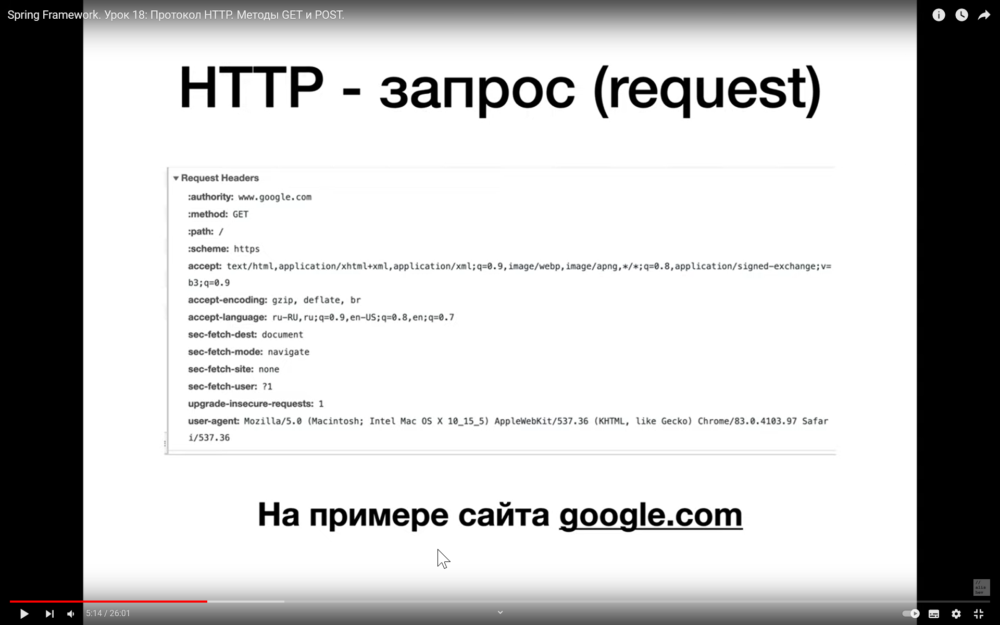 Spring Framework. Урок 18: Протокол HTTP. Методы GET и POST.
HTTP - запрос (request)
Request Headers
:authority: www.google.com
:method: GET
:path: /
:scheme: https
accept: text/html,application/xhtml+xml,application/xml;q=0.9,image/webp,image/apng,*/*;q=0.8,application/signed-exchange;v=
b3;q=0.9
accept-encoding: gzip, deflate, br
accept-language: ru-RU,ru;q=0.9,en-US;q=0.8,en;q=0.7
sec-fetch-dest: document
sec-fetch-mode: navigate
sec-fetch-site: none
sec-fetch-user: ?1
upgrade-insecure-requests: 1
user-agent: Mozilla/5.0 (Macintosh; Intel Mac OS X 10_15_5) AppleWebKit/537.36 (KHTML, like Gecko) Chrome/83.0.4103.97 Safar
i/537.36
На примере сайта google.com
//
alis
hev
5:14 / 26:01